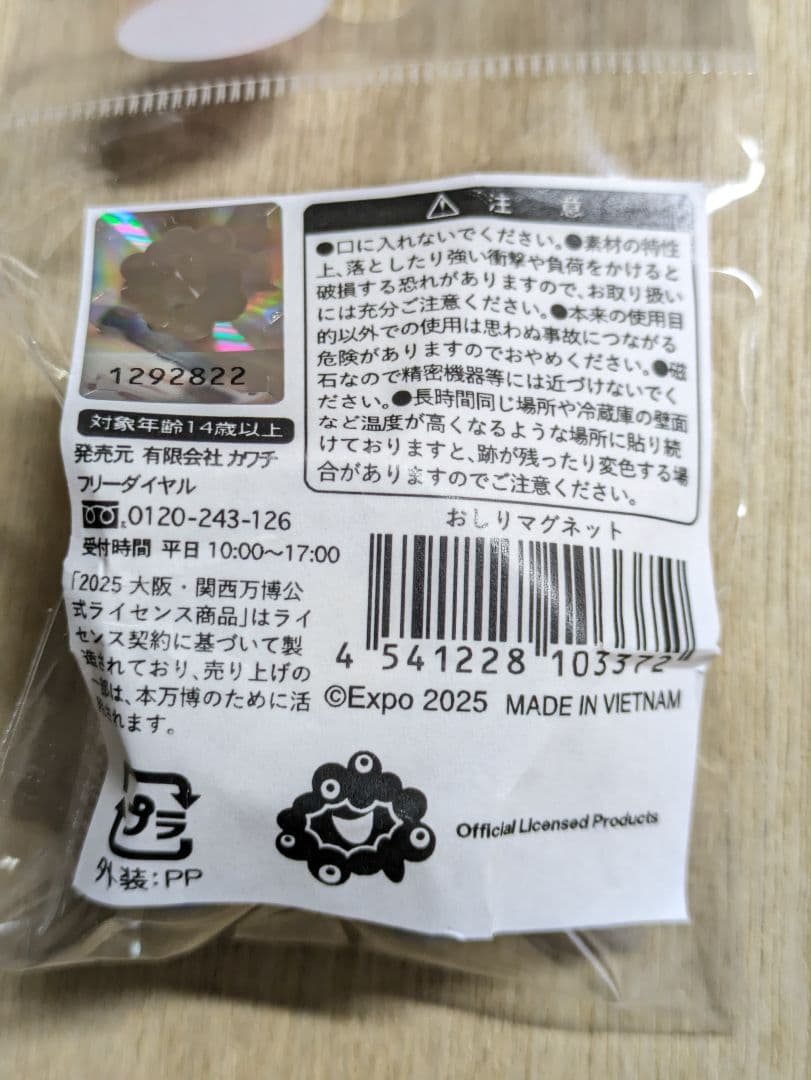 1292822
対象年齢14歳以上
発売元 有限会社 カワチ
フリーダイヤル
0120-243-126
受付時間 平日 10:00〜17:00
「2025 大阪・関西万博公
式ライセンス商品」はライ
センス契約に基づいて製
造されており、売り上げの
一部は、本万博のために活
されます。
⚠ 注意
●口に入れないでください。●素材の特性
上、落としたり強い衝撃や負荷をかけると
破損する恐れがありますので、お取り扱い
には充分ご注意ください。●本来の使用目
的以外での使用は思わぬ事故につながる
危険がありますのでおやめください。●磁
石なので精密機器等には近づけないでく
ださい。●長時間同じ場所や冷蔵庫の壁面
など温度が高くなるような場所に貼り続
けておりますと、跡が残ったり変色する場
合がありますのでご注意ください。
おしりマグネット
4 541228 103372
©Expo 2025 MADE IN VIETNAM
プラ
外装:PP
Official Licensed Products